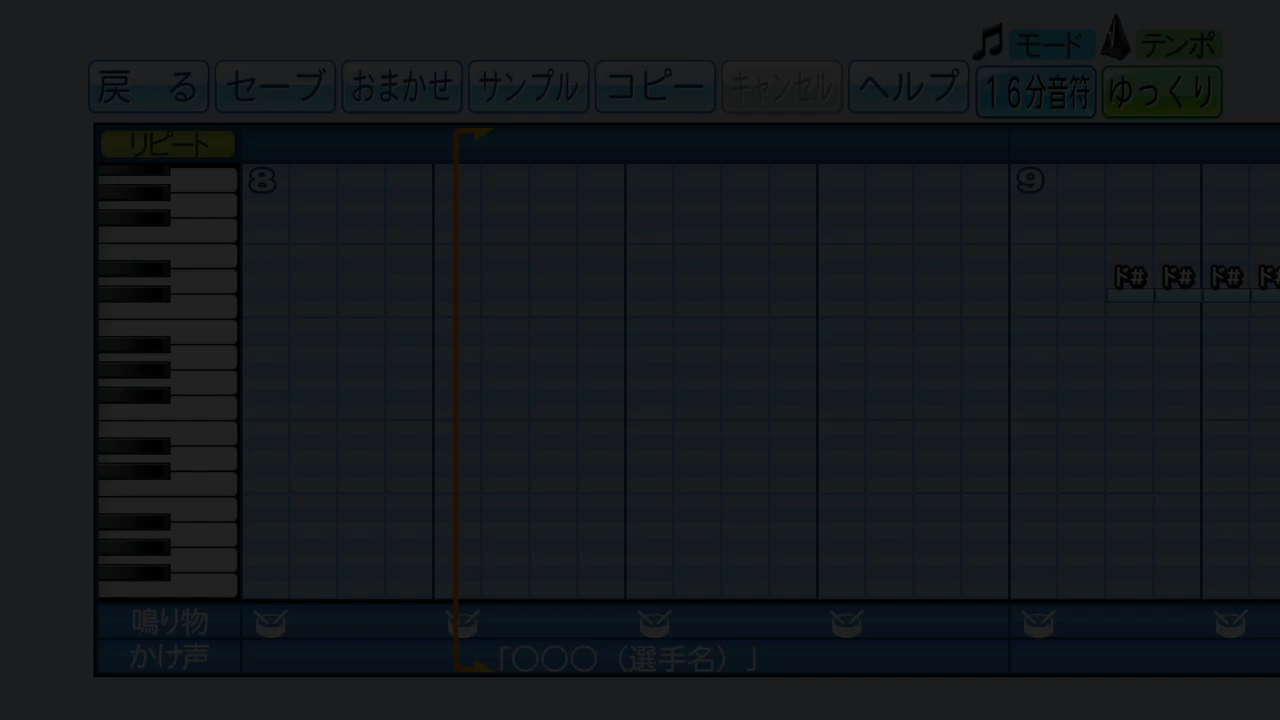 モード テンポ
戻る セーブ おまかせ サンプル コピー キャンセル ヘルプ 16分音符 ゆっくり
リピート
8 9
ド# ド# ド# ド#
鳴り物
かけ声 「○○○（選手名）」